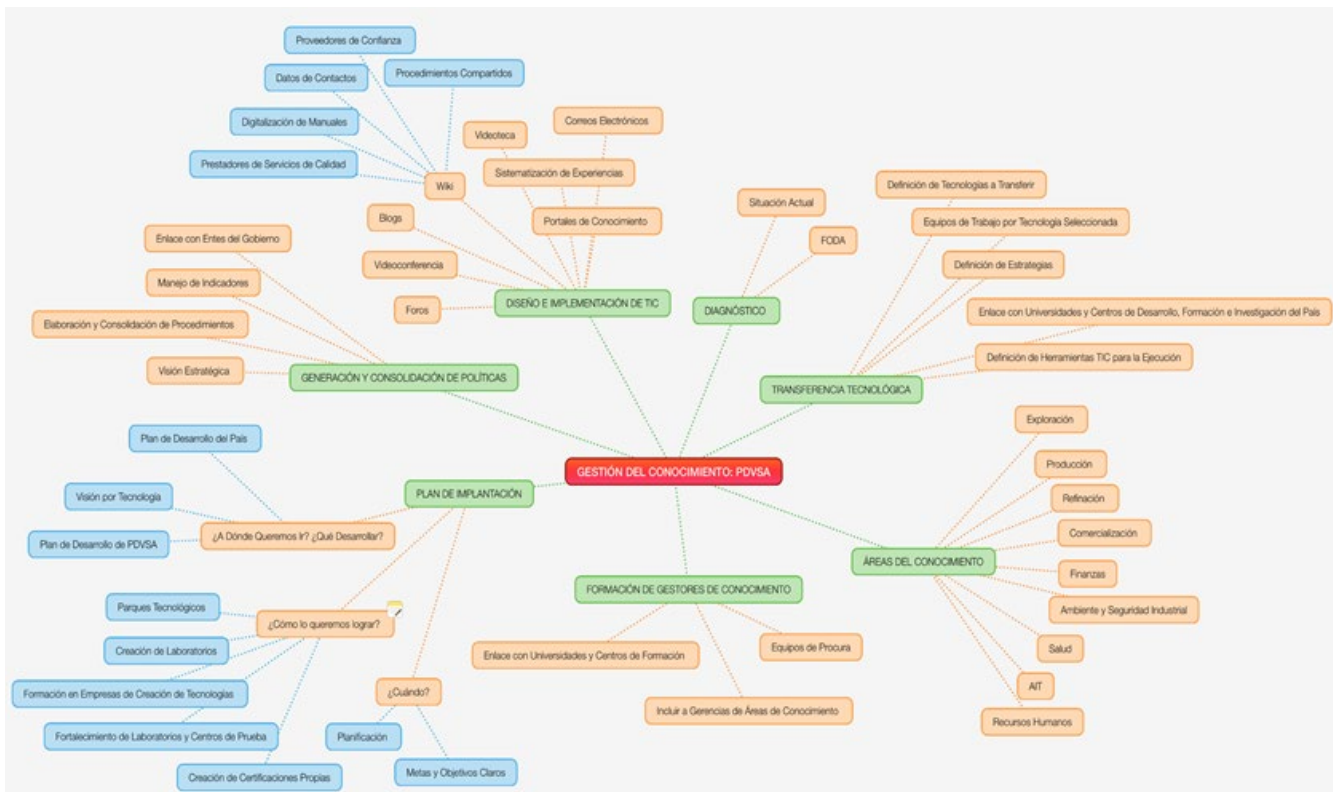 Proveedores de Confianza
Datos de Contactos
Procedimientos Compartidos
Digitalización de Manuales
Prestadores de Servicios de Calidad
Wiki
Videoteca
Correos Electrónicos
Sistematización de Experiencias
Portales de Conocimiento
Blogs
Videoconferencia
Foros
DISEÑO E IMPLEMENTACIÓN DE TIC
Situación Actual
FODA
DIAGNÓSTICO
Definición de Tecnologías a Transferir
Equipos de Trabajo por Tecnología Seleccionada
Definición de Estrategias
Enlace con Universidades y Centros de Desarrollo, Formación e Investigación del País
Definición de Herramientas TIC para la Ejecución
TRANSFERENCIA TECNOLÓGICA
Enlace con Entes del Gobierno
Manejo de Indicadores
Elaboración y Consolidación de Procedimientos
Visión Estratégica
GENERACIÓN Y CONSOLIDACIÓN DE POLÍTICAS
GESTIÓN DEL CONOCIMIENTO: PDVSA
PLAN DE IMPLANTACIÓN
Plan de Desarrollo del País
Visión por Tecnología
Plan de Desarrollo de PDVSA
¿A Dónde Queremos Ir? ¿Qué Desarrollar?
Parques Tecnológicos
¿Cómo lo queremos lograr?
Creación de Laboratorios
Formación en Empresas de Creación de Tecnologías
Fortalecimiento de Laboratorios y Centros de Prueba
Creación de Certificaciones Propias
¿Cuándo?
Planificación
Metas y Objetivos Claros
FORMACIÓN DE GESTORES DE CONOCIMIENTO
Enlace con Universidades y Centros de Formación
Equipos de Procura
Incluir a Gerencias de Áreas de Conocimiento
ÁREAS DEL CONOCIMIENTO
Exploración
Producción
Refinación
Comercialización
Finanzas
Ambiente y Seguridad Industrial
Salud
AIT
Recursos Humanos